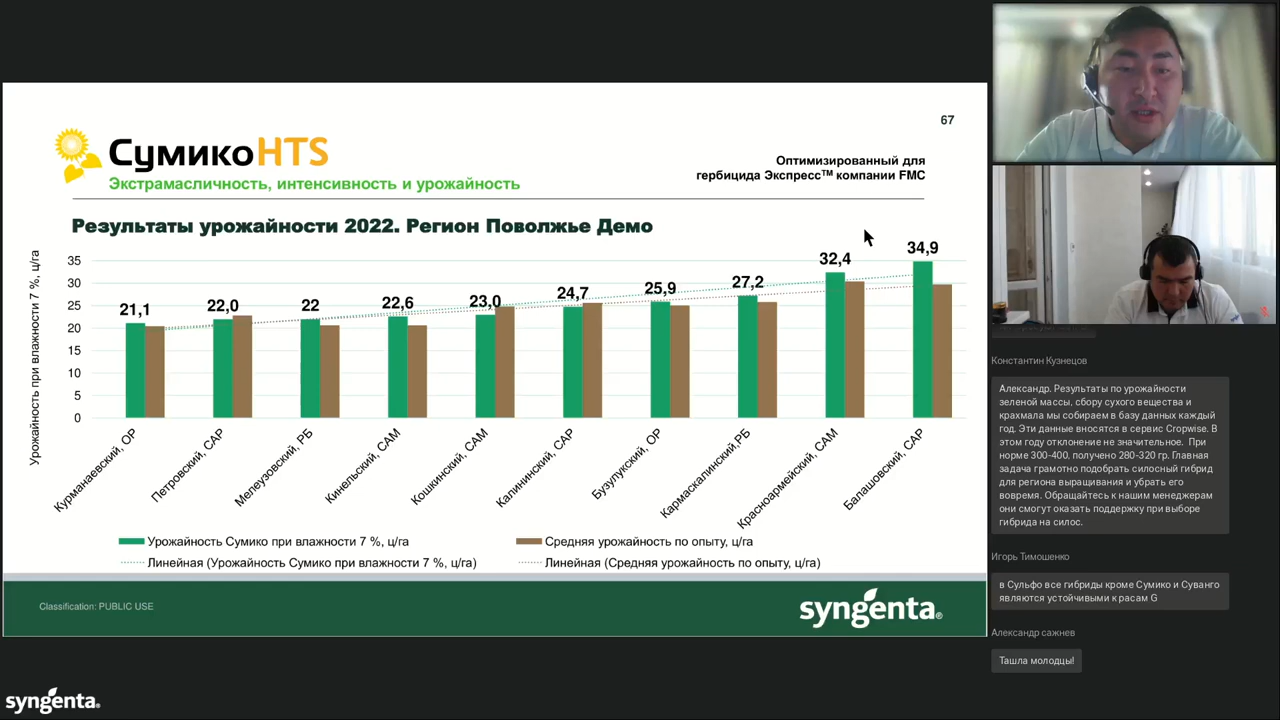 67
Сумико HTS
Экстрамасличность, интенсивность и урожайность
Оптимизированный для
гербицида Экспресс™ компании FMC
Результаты урожайности 2022. Регион Поволжье Демо
Урожайность при влажности 7 %, ц/га
35
30
25
20
15
10
5
0
21,1
22,0
22
22,6
23,0
24,7
25,9
27,2
32,4
34,9
Курманаевский, ОР
Петровский, САР
Мелеузовский, РБ
Кинельский, САМ
Кошкинский, САМ
Калининский, САР
Бузулукский, ОР
Кармаскалинский,РБ
Красноармейский, САМ
Балашовский, САР
Урожайность Сумико при влажности 7 %, ц/га
Средняя урожайность по опыту, ц/га
Линейная (Урожайность Сумико при влажности 7 %, ц/га)
Линейная (Средняя урожайность по опыту, ц/га)
Classification: PUBLIC USE
syngenta
syngenta
Константин Кузнецов
Александр. Результаты по урожайности
зеленой массы, сбору сухого вещества и
крахмала мы собираем в базу данных каждый
год. Эти данные вносятся в сервис Cropwise. В
этом году отклонение не значительное. При
норме 300-400, получено 280-320 гр. Главная
задача грамотно подобрать силосный гибрид
для региона выращивания и убрать его
вовремя. Обращайтесь к нашим менеджерам
они смогут оказать поддержку при выборе
гибрида на силос.
Игорь Тимошенко
в Сульфо все гибриды кроме Сумико и Суванго
являются устойчивыми к расам G
Александр сажнев
Ташла молодцы!